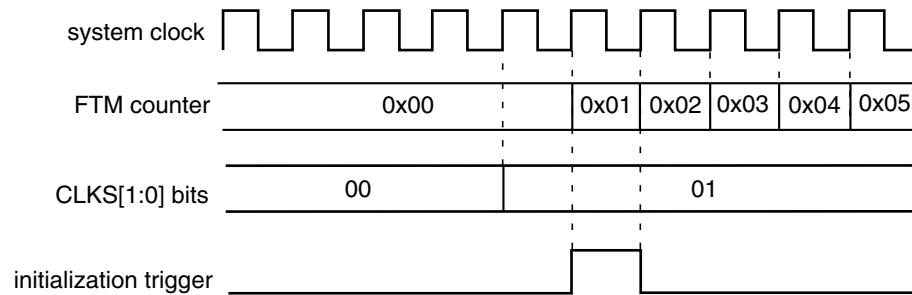 system clock
FTM counter 0x00 0x01 0x02 0x03 0x04 0x05
CLKS[1:0] bits 00 01
initialization trigger